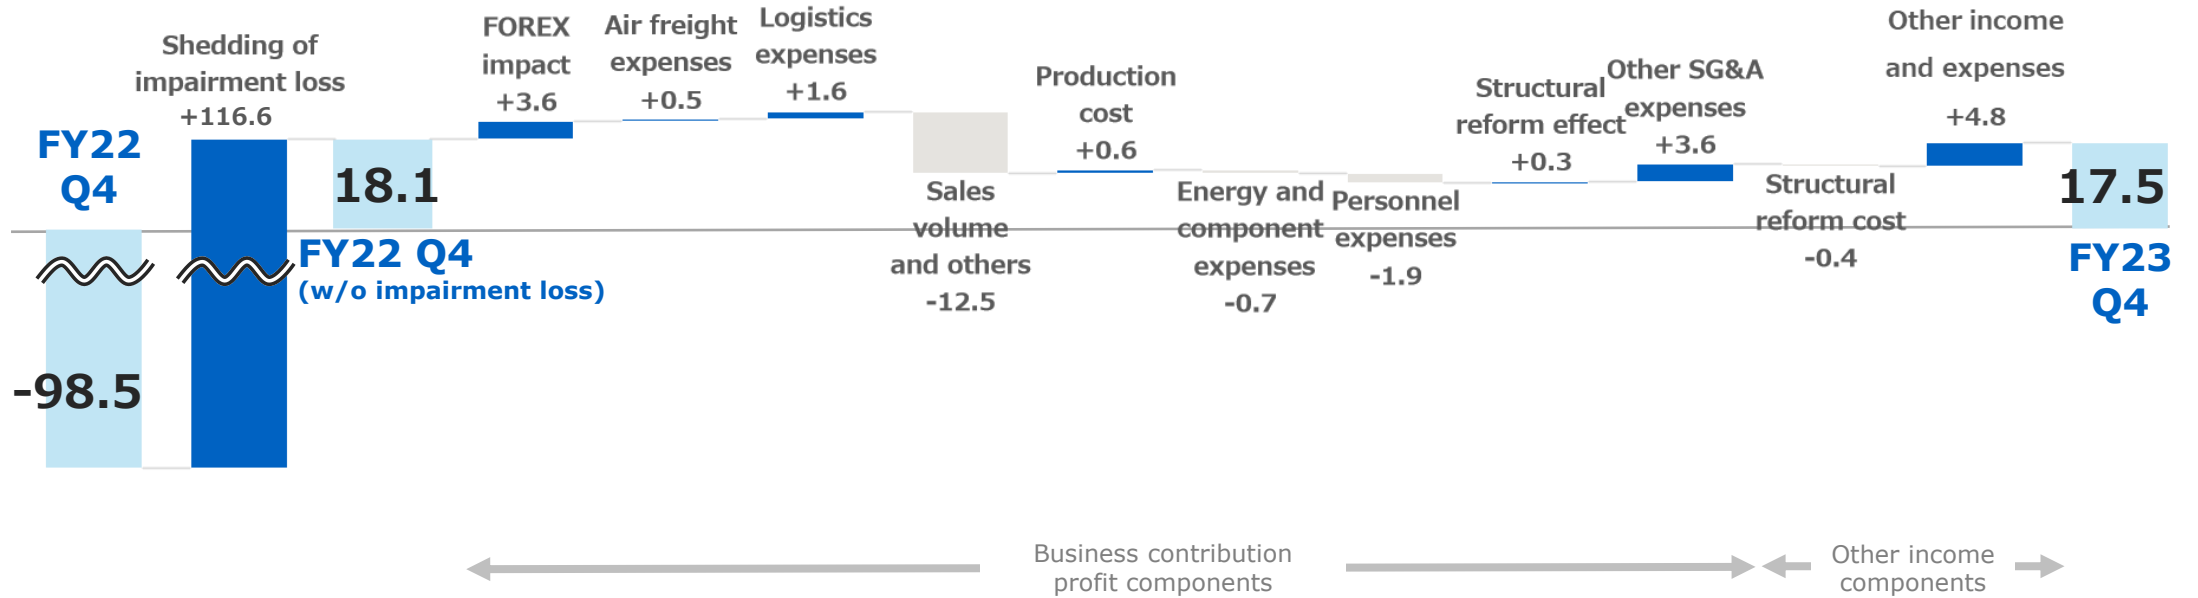 FY22
Q4
-98.5
Shedding of
impairment loss
+116.6
18.1
FY22 Q4
(w/o impairment loss)
FOREX
impact
+3.6
Air freight
expenses
+0.5
Logistics
expenses
+1.6
Sales
volume
and others
-12.5
Production
cost
+0.6
Energy and
component
expenses
-0.7
Personnel
expenses
-1.9
Structural
reform effect
+0.3
Other SG&A
expenses
+3.6
Structural
reform cost
-0.4
Other income
and expenses
+4.8
17.5
FY23
Q4
Business contribution
profit components
Other income
components